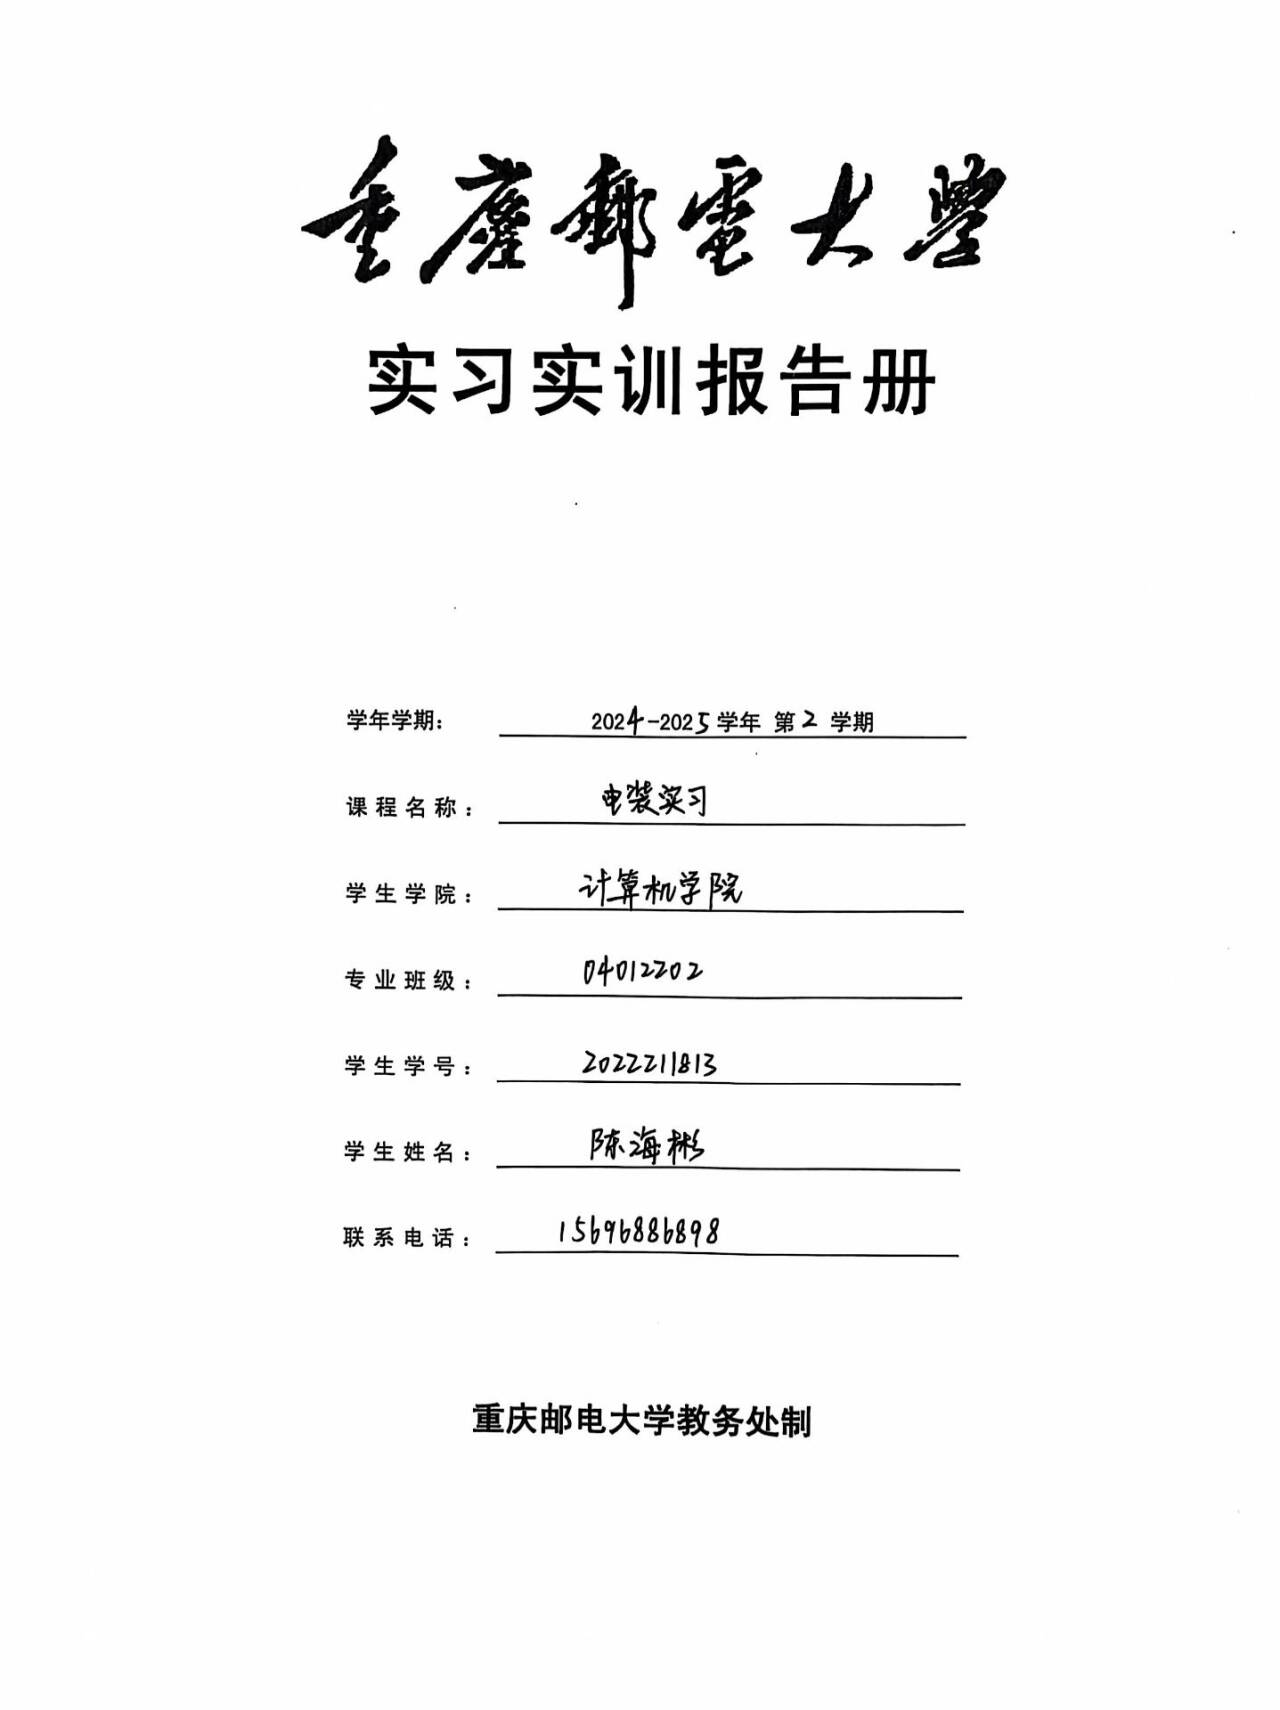 重慶郵電大學
实习实训报告册
学年学期： 2024-2025学年 第2 学期
课程名称： 电装实习
学生学院： 计算机学院
专业班级： 04012202
学生学号： 2022211813
学生姓名： 陈海彬
联系电话： 15696886898
重庆邮电大学教务处制